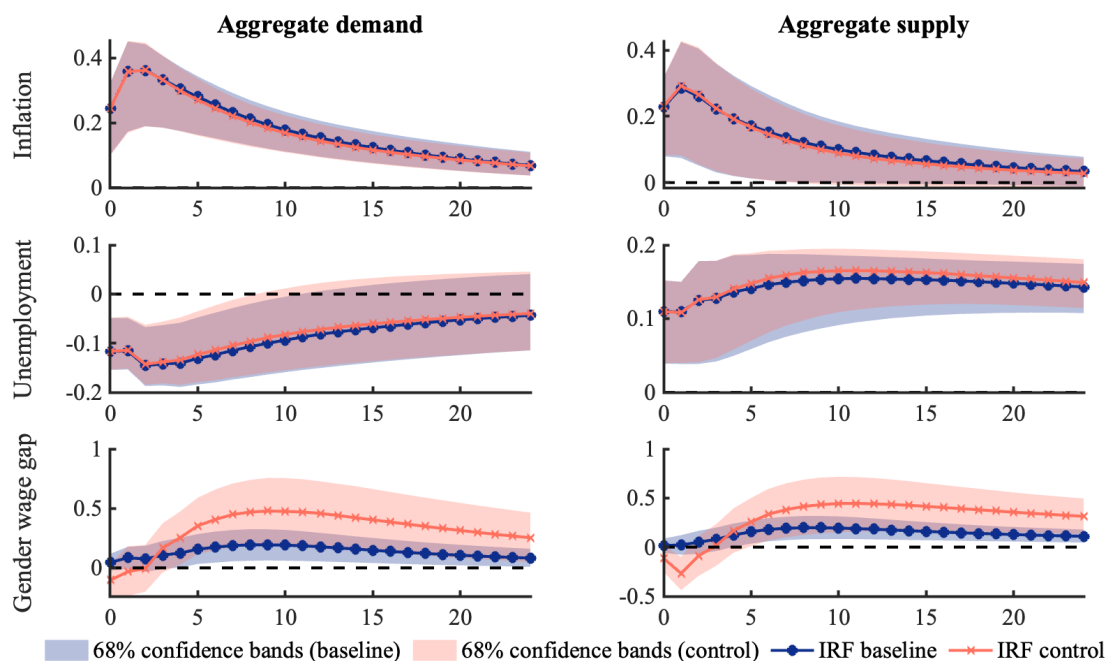 Aggregate demand
Aggregate supply
Inflation
0.4
0.2
0
0 5 10 15 20
0.4
0.2
0
0 5 10 15 20
Unemployment
0.1
0
-0.1
-0.2
0 5 10 15 20
0.2
0.1
0
0 5 10 15 20
Gender wage gap
1
0.5
0
0 5 10 15 20
1
0.5
0
-0.5
0 5 10 15 20
68% confidence bands (baseline) 68% confidence bands (control) IRF baseline IRF control